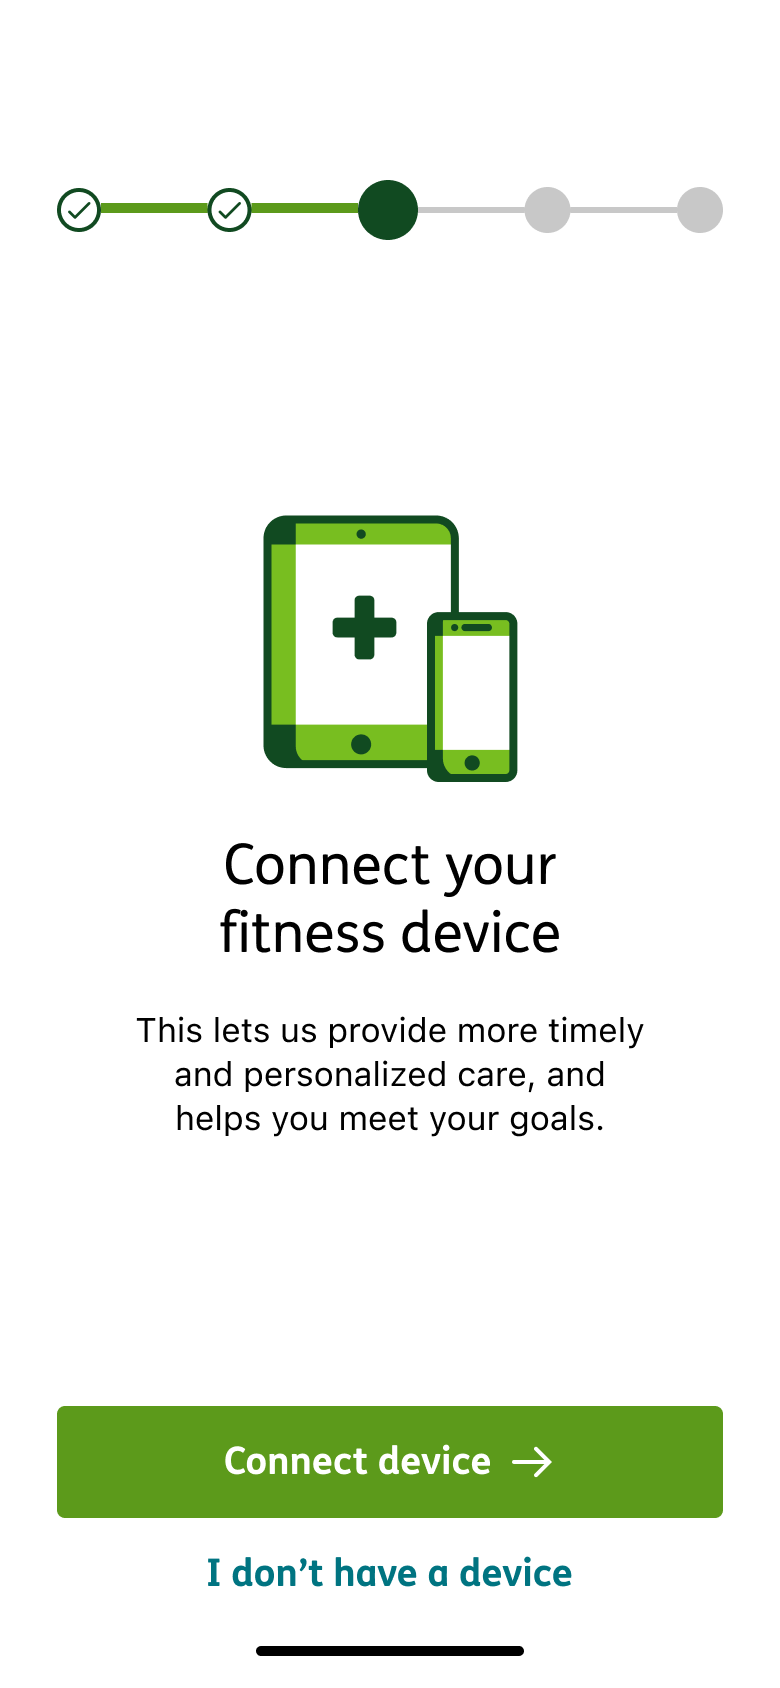 Connect your
fitness device
This lets us provide more timely
and personalized care, and
helps you meet your goals.
Connect device
I don’t have a device